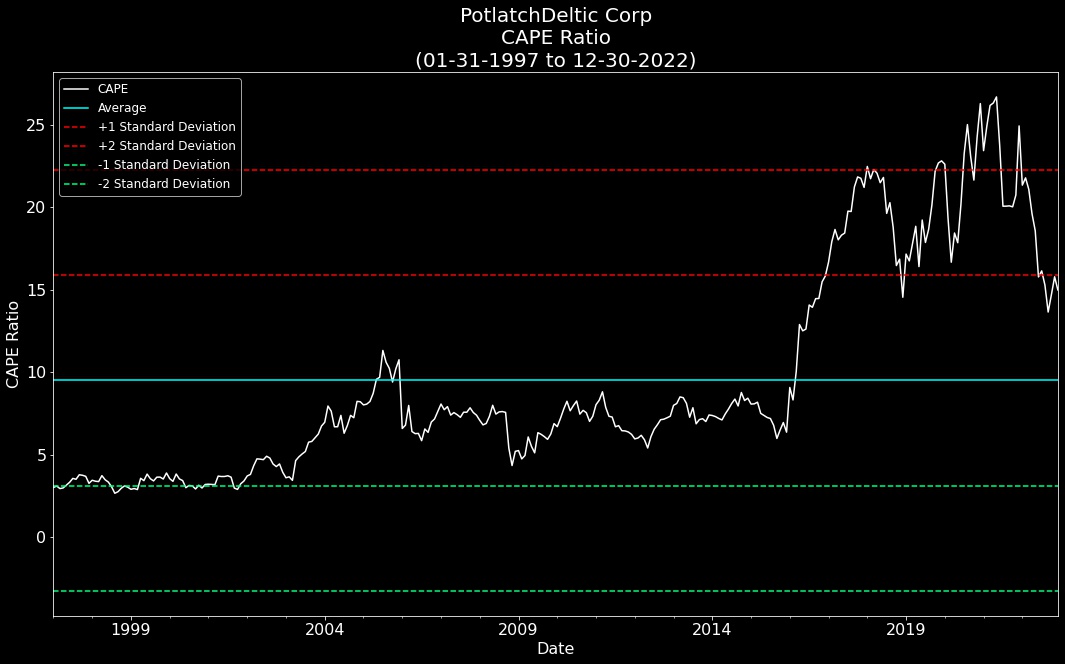 PotlatchDeltic Corp
CAPE Ratio
(01-31-1997 to 12-30-2022)
CAPE
Average
+1 Standard Deviation
+2 Standard Deviation
-1 Standard Deviation
-2 Standard Deviation
25
20
15
10
5
0
CAPE Ratio
1999
2004
2009
2014
2019
Date